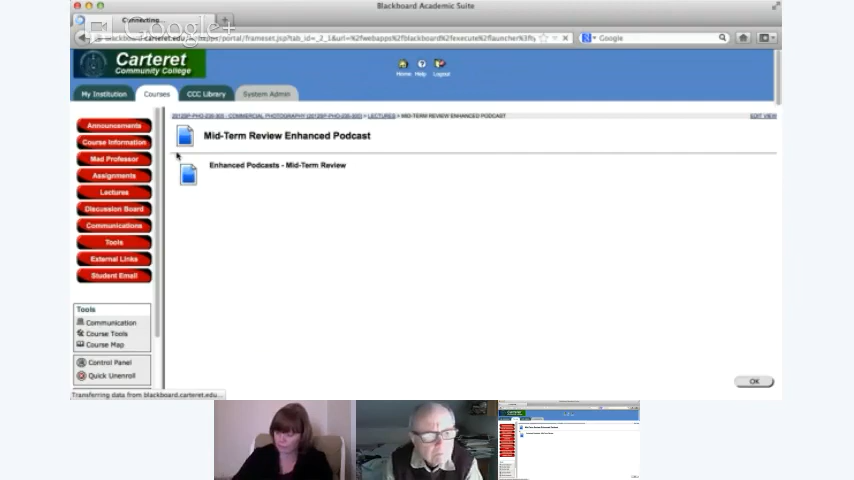 Blackboard Academic Suite
Connecting...
Google+
Google
Carteret
Community College
Home Help Logout
My Institution
Courses
CCC Library
System Admin
> LECTURES > MID-TERM REVIEW ENHANCED PODCAST
EDIT VIEW
Mid-Term Review Enhanced Podcast
Enhanced Podcasts - Mid-Term Review
Announcements
Course Information
Mad Professor
Assignments
Lectures
Discussion Board
Communications
Tools
External Links
Student Email
Tools
Communication
Course Tools
Course Map
Control Panel
Quick Unenroll
OK
Transferring data from blackboard.carteret.edu...